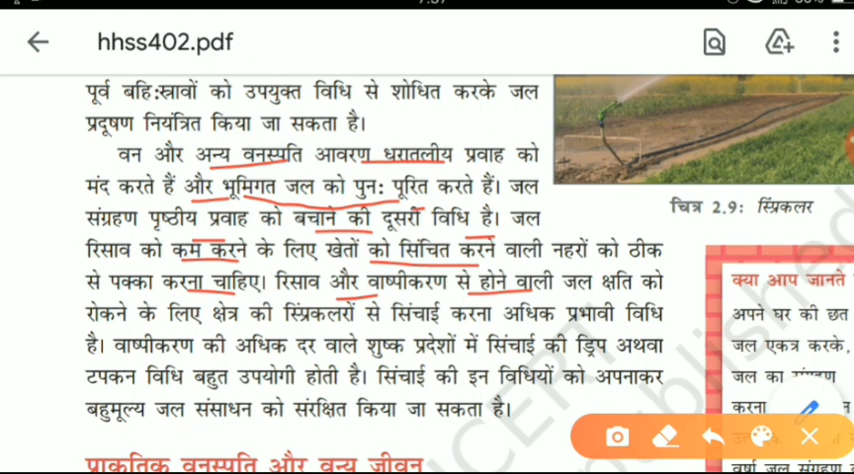 hhss402.pdf
पूर्व बहि:स्रावों को उपयुक्त विधि से शोधित करके जल
प्रदूषण नियंत्रित किया जा सकता है।
वन और अन्य वनस्पति आवरण धरातलीय प्रवाह को
मंद करते हैं और भूमिगत जल को पुन: पूरित करते हैं। जल
संग्रहण पृष्ठीय प्रवाह को बचाने की दूसरी विधि है। जल
रिसाव को कम करने के लिए खेतों को सिंचित करने वाली नहरों को ठीक
से पक्का करना चाहिए। रिसाव और वाष्पीकरण से होने वाली जल क्षति को
रोकने के लिए क्षेत्र की स्प्रिंकलरों से सिंचाई करना अधिक प्रभावी विधि
है। वाष्पीकरण की अधिक दर वाले शुष्क प्रदेशों में सिंचाई की ड्रिप अथवा
टपकन विधि बहुत उपयोगी होती है। सिंचाई की इन विधियों को अपनाकर
बहुमूल्य जल संसाधन को संरक्षित किया जा सकता है।
प्राकृतिक वनस्पति और वन्य जीवन
चित्र 2.9: स्प्रिंकलर
क्या आप जानते
अपने घर की छत
जल एकत्र करके,
जल का
करना
वर्षा जल संग्रहण
NCERT
published